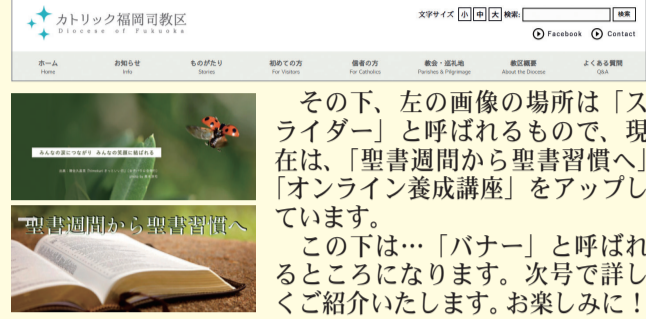 カトリック福岡司教区
Diocese of Fukuoka
文字サイズ 小 中 大 検索: 検索
Facebook Contact
ホーム お知らせ ものがたり 初めての方 信者の方 教会・巡礼地 教区概要 よくある質問
Home Info Stories For Visitors For Catholics Parishes & Pilgrimage About the Diocese Q&A
みんなの涙につながり みんなの笑顔に結ばれる
聖書週間から聖書習慣へ
その下、左の画像の場所は「ス
ライダー」と呼ばれるもので、現
在は、「聖書週間から聖書習慣へ」
「オンライン養成講座」をアップし
ています。
この下は…「バナー」と呼ばれ
るところになります。次号で詳し
くご紹介いたします。お楽しみに!